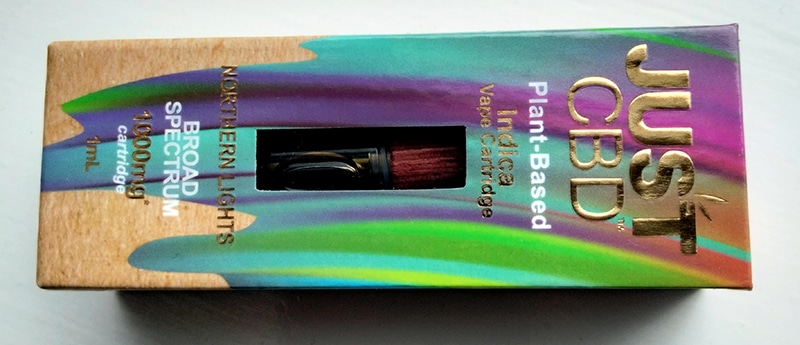 JUST
CBD™
Plant-Based
Indica
Vape Cartridge
NORTHERN LIGHTS
BROAD
SPECTRUM
1000mg*
cartridge
1mL